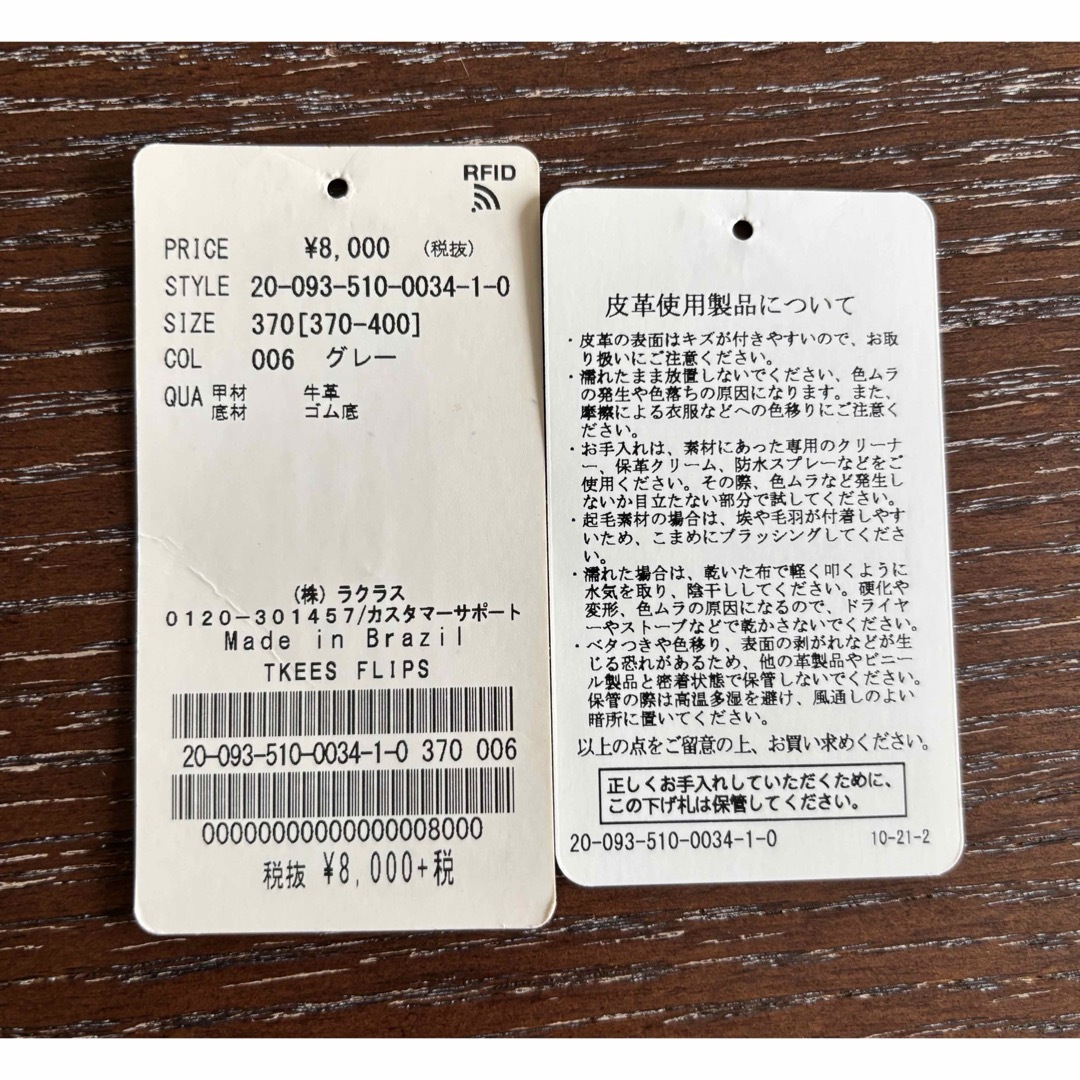 RFID
PRICE ¥8,000 (税抜)
STYLE 20-093-510-0034-1-0
SIZE 370[370-400]
COL 006 グレー
QUA 甲材 牛革
底材 ゴム底
(株) ラクラス
0120-301457/カスタマーサポート
Made in Brazil
TKEES FLIPS
20-093-510-0034-1-0 370 006
00000000000000008000
税抜 ¥8,000+税
皮革使用製品について
・皮革の表面はキズが付きやすいので、お取
り扱いにご注意ください。
・濡れたまま放置しないでください、色ムラ
の発生や色落ちの原因になります。また、
摩擦による衣服などへの色移りにご注意く
ださい。
・お手入れは、素材にあった専用のクリーナ
ー、保革クリーム、防水スプレーなどをご
使用ください。その際、色ムラなど発生し
ないか目立たない部分で試してください。
・起毛素材の場合は、埃や毛羽が付着しやす
いため、こまめにブラッシングしてくださ
い。
・濡れた場合は、乾いた布で軽く叩くように
水気を取り、陰干ししてください。硬化や
変形、色ムラの原因になるので、ドライヤ
ーやストーブなどで乾かさないでください。
・ベタつきや色移り、表面の剥がれなどが生
じる恐れがあるため、他の革製品やビニー
ル製品と密着状態で保管しないでください。
保管の際は高温多湿を避け、風通しのよい
暗所に置いてください。
以上の点をご留意の上、お買い求めください。
正しくお手入れしていただくために、
この下げ札は保管してください。
20-093-510-0034-1-0 10-21-2